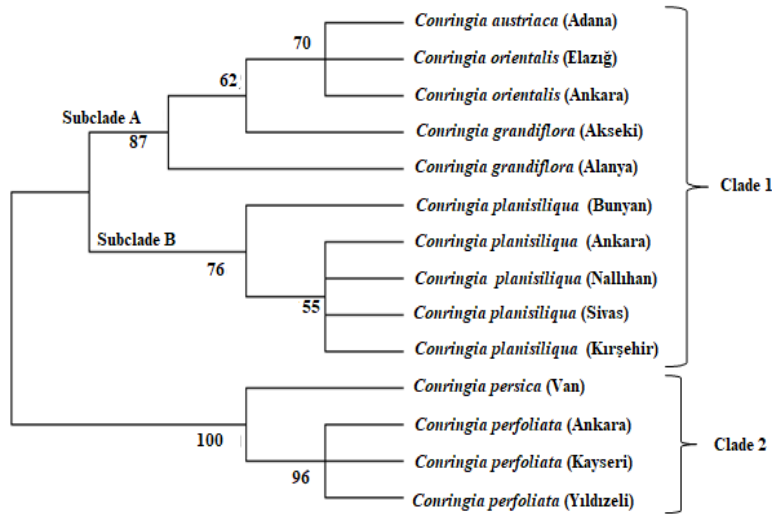 Conringia austriaca (Adana)
70
Conringia orientalis (Elazığ)
62
Conringia orientalis (Ankara)
Subclade A
Conringia grandiflora (Akseki)
87
Conringia grandiflora (Alanya)
Clade 1
Conringia planisiliqua (Bunyan)
Subclade B
Conringia planisiliqua (Ankara)
76
Conringia planisiliqua (Nallıhan)
55
Conringia planisiliqua (Sivas)
Conringia planisiliqua (Kırşehir)
Conringia persica (Van)
Conringia perfoliata (Ankara)
100
Clade 2
Conringia perfoliata (Kayseri)
96
Conringia perfoliata (Yıldızeli)